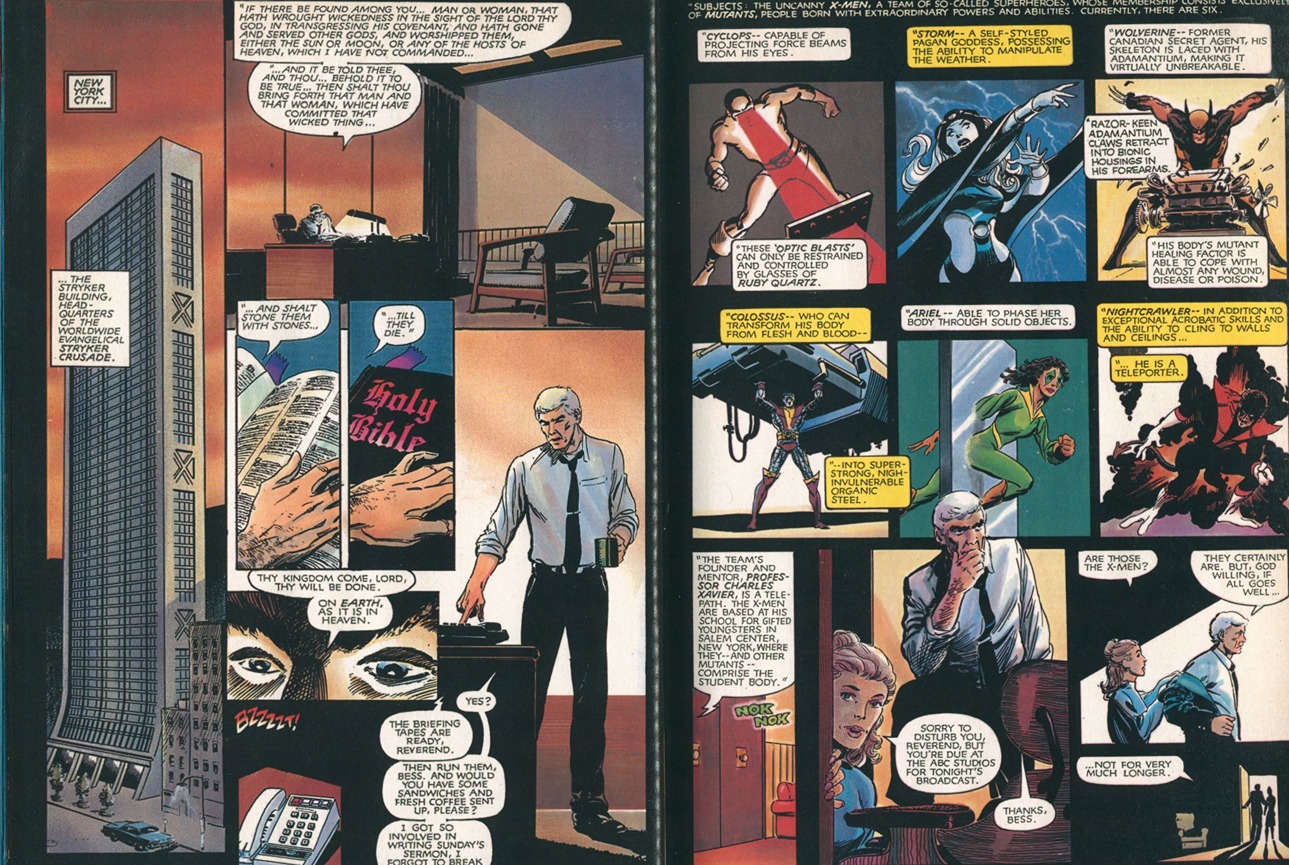 NEW
YORK
CITY...
... THE
STRYKER
BUILDING,
HEAD-
QUARTERS
OF THE
WORLDWIDE
EVANGELICAL
STRYKER
CRUSADE.
"IF THERE BE FOUND AMONG YOU... MAN OR WOMAN, THAT
HATH WROUGHT WICKEDNESS IN THE SIGHT OF THE LORD THY
GOD, IN TRANSGRESSING HIS COVENANT, AND HATH GONE
AND SERVED OTHER GODS, AND WORSHIPPED THEM,
EITHER THE SUN OR MOON, OR ANY OF THE HOSTS OF
HEAVEN, WHICH I HAVE NOT COMMANDED...
"...AND IT BE TOLD THEE,
AND THOU... BEHOLD IT TO
BE TRUE... THEN SHALT THOU
BRING FORTH THAT MAN AND
THAT WOMAN, WHICH HAVE
COMMITTED THAT
WICKED THING...
"... AND SHALT
STONE THEM
WITH STONES...
"...TILL
THEY
DIE."
Holy
Bible
THY KINGDOM COME, LORD,
THY WILL BE DONE.
ON EARTH,
AS IT IS IN
HEAVEN.
BZZZZT!
YES?
THE BRIEFING
TAPES ARE
READY,
REVEREND.
THEN RUN THEM,
BESS. AND WOULD
YOU HAVE SOME
SANDWICHES AND
FRESH COFFEE SENT
UP, PLEASE?
I GOT SO
INVOLVED IN
WRITING SUNDAY'S
SERMON, I
FORGOT TO BREAK
"SUBJECTS: THE UNCANNY X-MEN, A TEAM OF SO-CALLED SUPERHEROES, WHOSE MEMBERSHIP CONSISTS EXCLUSIVELY
OF MUTANTS, PEOPLE BORN WITH EXTRAORDINARY POWERS AND ABILITIES. CURRENTLY, THERE ARE SIX.
"CYCLOPS-- CAPABLE OF
PROJECTING FORCE BEAMS
FROM HIS EYES.
"THESE 'OPTIC BLASTS'
CAN ONLY BE RESTRAINED
AND CONTROLLED
BY GLASSES OF
RUBY QUARTZ.
"STORM-- A SELF-STYLED
PAGAN GODDESS, POSSESSING
THE ABILITY TO MANIPULATE
THE WEATHER.
"WOLVERINE-- FORMER
CANADIAN SECRET AGENT, HIS
SKELETON IS LACED WITH
ADAMANTIUM, MAKING IT
VIRTUALLY UNBREAKABLE.
"RAZOR-KEEN
ADAMANTIUM
CLAWS RETRACT
INTO BIONIC
HOUSINGS IN
HIS FOREARMS.
"HIS BODY'S MUTANT
HEALING FACTOR IS
ABLE TO COPE WITH
ALMOST ANY WOUND,
DISEASE OR POISON.
"COLOSSUS-- WHO CAN
TRANSFORM HIS BODY
FROM FLESH AND BLOOD--
"--INTO SUPER-
STRONG, NIGH-
INVULNERABLE
ORGANIC
STEEL.
"ARIEL-- ABLE TO PHASE HER
BODY THROUGH SOLID OBJECTS.
"NIGHTCRAWLER-- IN ADDITION TO
EXCEPTIONAL ACROBATIC SKILLS AND
THE ABILITY TO CLING TO WALLS
AND CEILINGS...
"... HE IS A
TELEPORTER.
"THE TEAM'S
FOUNDER AND
MENTOR, PROFES-
SOR CHARLES
XAVIER, IS A TELE-
PATH. THE X-MEN
ARE BASED AT HIS
SCHOOL FOR GIFTED
YOUNGSTERS IN
SALEM CENTER,
NEW YORK, WHERE
THEY--AND OTHER
MUTANTS --
COMPRISE THE
STUDENT BODY."
NOK
NOK
SORRY TO
DISTURB YOU,
REVEREND, BUT
YOU'RE DUE AT
THE ABC STUDIOS
FOR TONIGHT'S
BROADCAST.
THANKS,
BESS.
ARE THOSE
THE X-MEN?
THEY CERTAINLY
ARE. BUT, GOD
WILLING, IF
ALL GOES
WELL...
...NOT FOR VERY
MUCH LONGER.